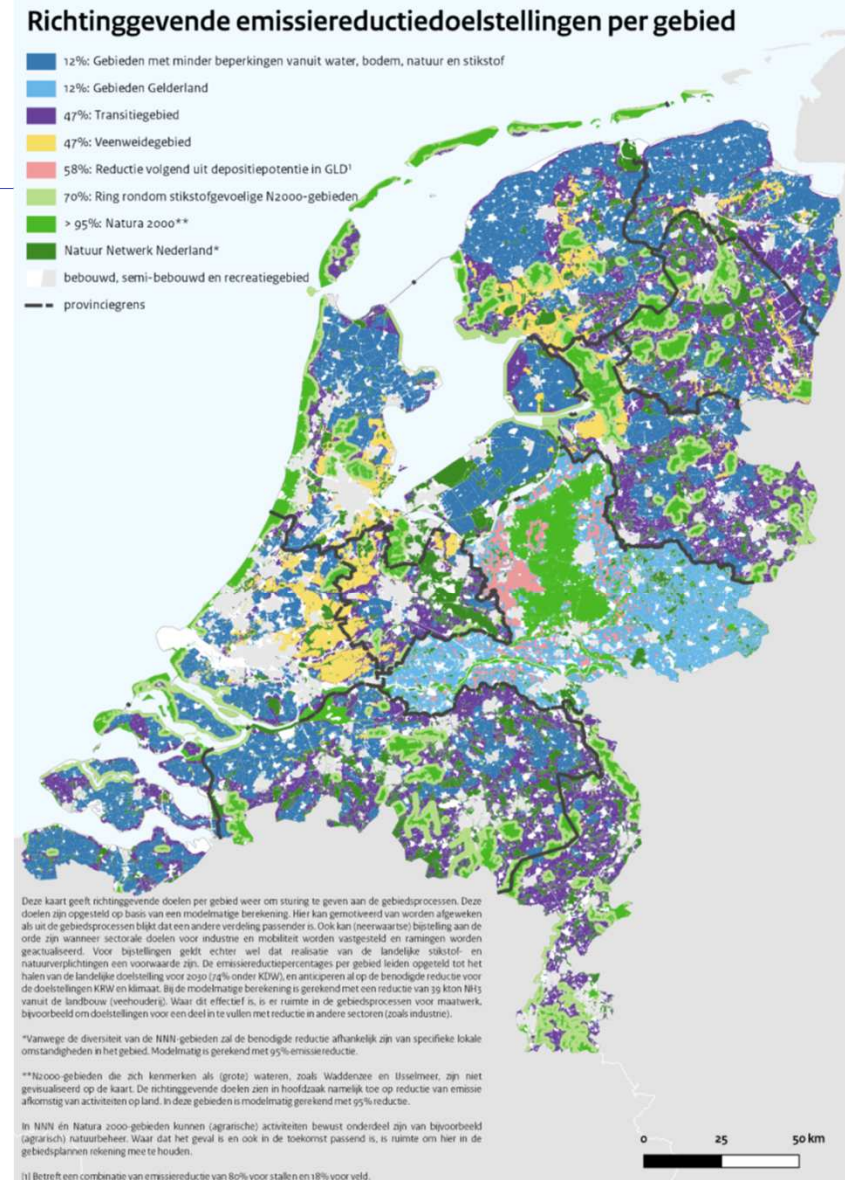 Richtinggevende emissiereductiedoelstellingen per gebied
12%: Gebieden met minder beperkingen vanuit water, bodem, natuur en stikstof
12%: Gebieden Gelderland
47%: Transitiegebied
47%: Veenweidegebied
58%: Reductie volgend uit depositiepotentie in GLD¹
70%: Ring rondom stikstofgevoelige N2000-gebieden
> 95%: Natura 2000**
Natuur Netwerk Nederland*
bebouwd, semi-bebouwd en recreatiegebied
provinciegrens
Deze kaart geeft richtinggevende doelen per gebied weer om sturing te geven aan de gebiedsprocessen. Deze
doelen zijn opgesteld op basis van een modelmatige berekening. Hier kan gemotiveerd van worden afgeweken
als uit de gebiedsprocessen blijkt dat een andere verdeling passender is. Ook kan (neerwaartse) bijstelling aan de
orde zijn wanneer sectorale doelen voor industrie en mobiliteit worden vastgesteld en ramingen worden
geactualiseerd. Voor bijstellingen geldt echter wel dat realisatie van de landelijke stikstof- en
natuurverplichtingen een voorwaarde zijn. De emissiereductiepercentages per gebied leiden opgeteld tot het
halen van de landelijke doelstelling voor 2030 (74% onder KDW), en anticiperen al op de benodigde reductie voor
de doelstellingen KRW en klimaat. Bij de modelmatige berekening is gerekend met een reductie van 39 kton NH3
vanuit de landbouw (veehouderij). Waar dit effectief is, is er ruimte in de gebiedsprocessen voor maatwerk,
bijvoorbeeld om doelstellingen voor een deel in te vullen met reductie in andere sectoren (zoals industrie).
*Vanwege de diversiteit van de NNN-gebieden zal de benodigde reductie afhankelijk zijn van specifieke lokale
omstandigheden in het gebied. Modelmatig is gerekend met 95% emissiereductie.
**N2000-gebieden die zich kenmerken als (grote) wateren, zoals Waddenzee en IJsselmeer, zijn niet
gevisualiseerd op de kaart. De richtinggevende doelen zien in hoofdzaak namelijk toe op reductie van emissie
afkomstig van activiteiten op land. In deze gebieden is modelmatig gerekend met 95% reductie.
In NNN én Natura 2000-gebieden kunnen (agrarische) activiteiten bewust onderdeel zijn van bijvoorbeeld
(agrarisch) natuurbeheer. Waar dat het geval is en ook in de toekomst passend is, is ruimte om hier in de
gebiedsplannen rekening mee te houden.
[1] Betreft een combinatie van emissiereductie van 80% voor stallen en 18% voor veld.
0 25 50 km